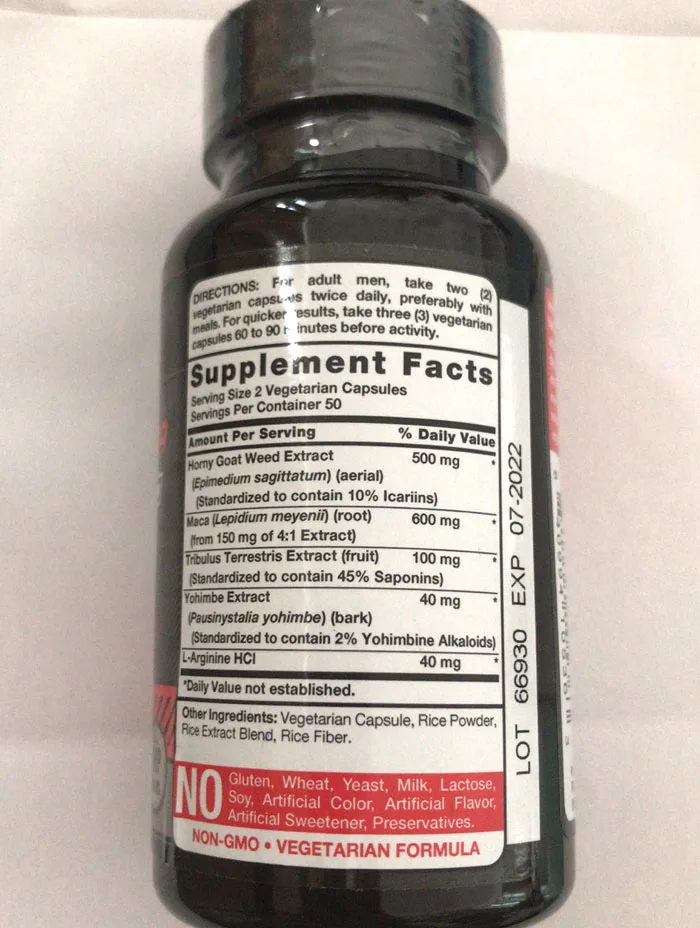 DIRECTIONS: For adult men, take two (2)
vegetarian capsules twice daily, preferably with
meals. For quicker results, take three (3) vegetarian
capsules 60 to 90 minutes before activity.
Supplement Facts
Serving Size 2 Vegetarian Capsules
Servings Per Container 50
Amount Per Serving % Daily Value
Horny Goat Weed Extract 500 mg *
(Epimedium sagittatum) (aerial)
(Standardized to contain 10% Icariins)
Maca (Lepidium meyenii) (root) 600 mg *
(from 150 mg of 4:1 Extract)
Tribulus Terrestris Extract (fruit) 100 mg *
(Standardized to contain 45% Saponins)
Yohimbe Extract 40 mg *
(Pausinystalia yohimbe) (bark)
(Standardized to contain 2% Yohimbine Alkaloids)
L-Arginine HCl 40 mg *
*Daily Value not established.
Other Ingredients: Vegetarian Capsule, Rice Powder,
Rice Extract Blend, Rice Fiber.
NO Gluten, Wheat, Yeast, Milk, Lactose,
Soy, Artificial Color, Artificial Flavor,
Artificial Sweetener, Preservatives.
NON-GMO • VEGETARIAN FORMULA
LOT 66930 EXP 07-2022